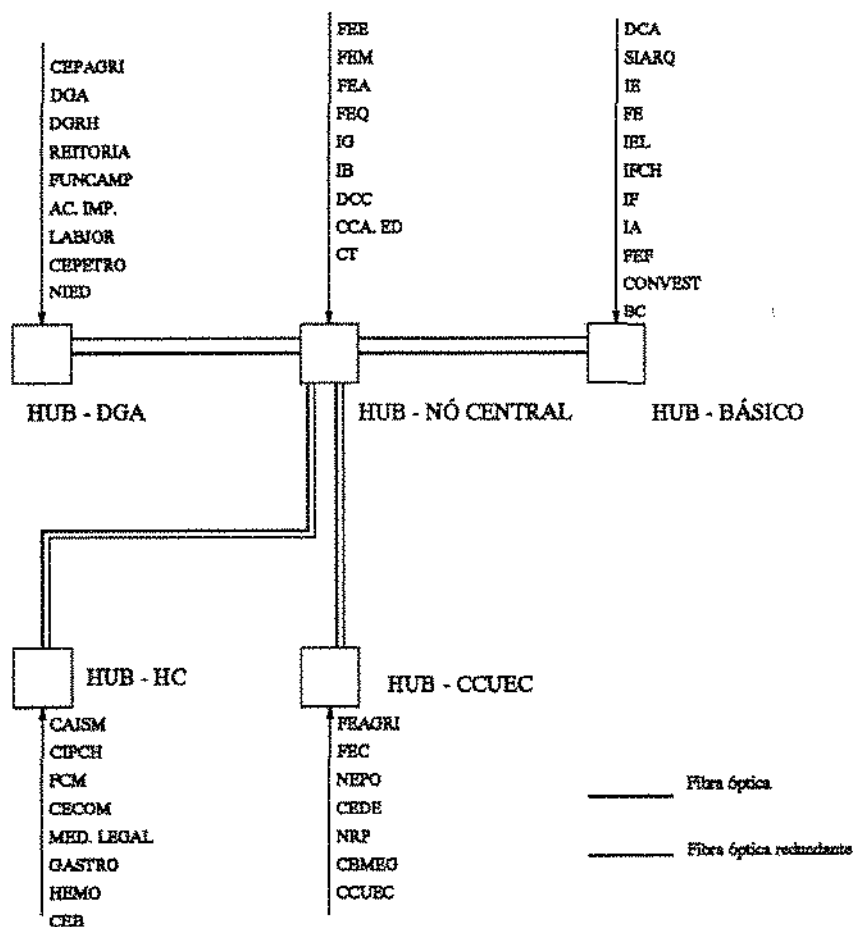 CEPAGRI
DGA
DGRH
REITORIA
FUNCAMP
AC. IMP.
LABJOR
CEPETRO
NIED
FEE
FEM
FEA
FEQ
IG
IB
DCC
CCA. ED
CT
DCA
SIARQ
IE
FE
IEL
IFCH
IF
IA
FEF
CONVEST
BC
HUB - DGA
HUB - NÓ CENTRAL
HUB - BÁSICO
HUB - HC
HUB - CCUEC
CAISM
CIPCH
FCM
CECOM
MED. LEGAL
GASTRO
HEMO
CEB
FEAGRI
FEC
NEPO
CEDE
NRP
CBMEG
CCUEC
Fibra óptica
Fibra óptica redundante